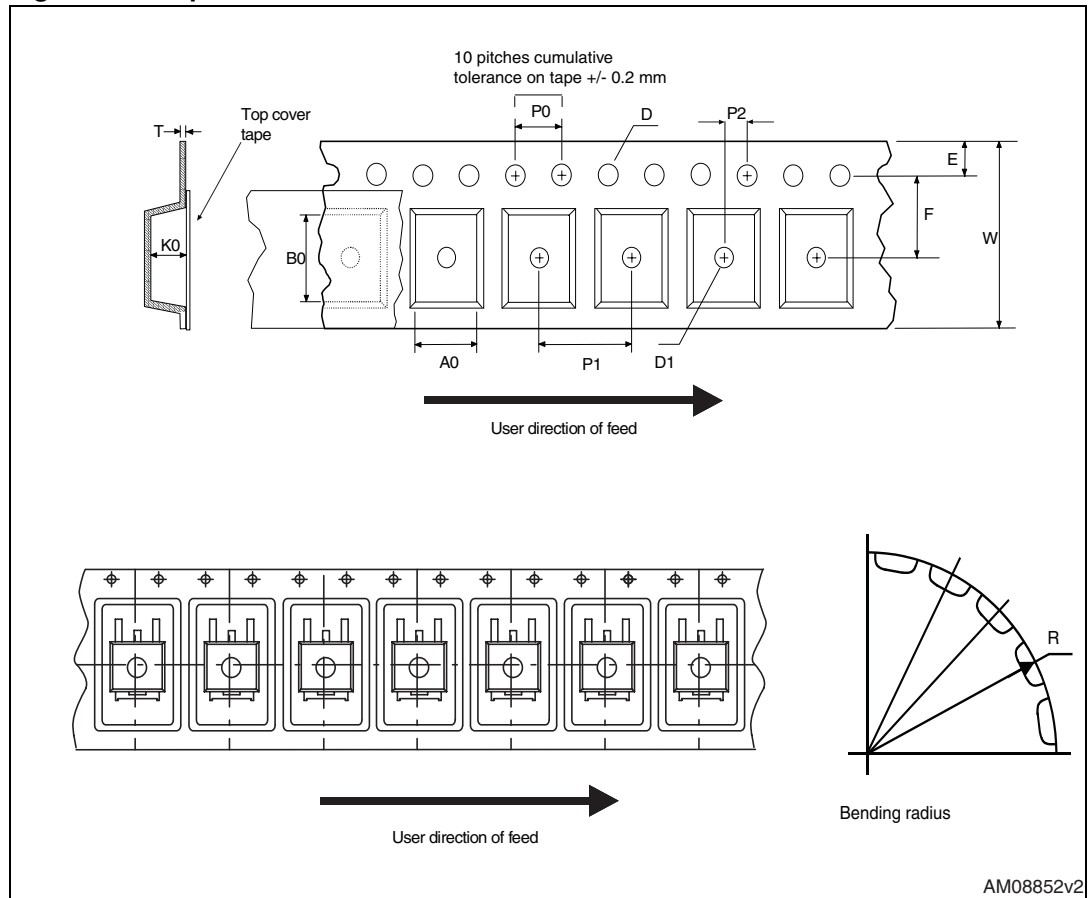 10 pitches cumulative
tolerance on tape +/- 0.2 mm
Top cover
tape
T
P0
D
P2
E
F
W
K0
B0
A0
P1
D1
User direction of feed
R
Bending radius
User direction of feed
AM08852v2